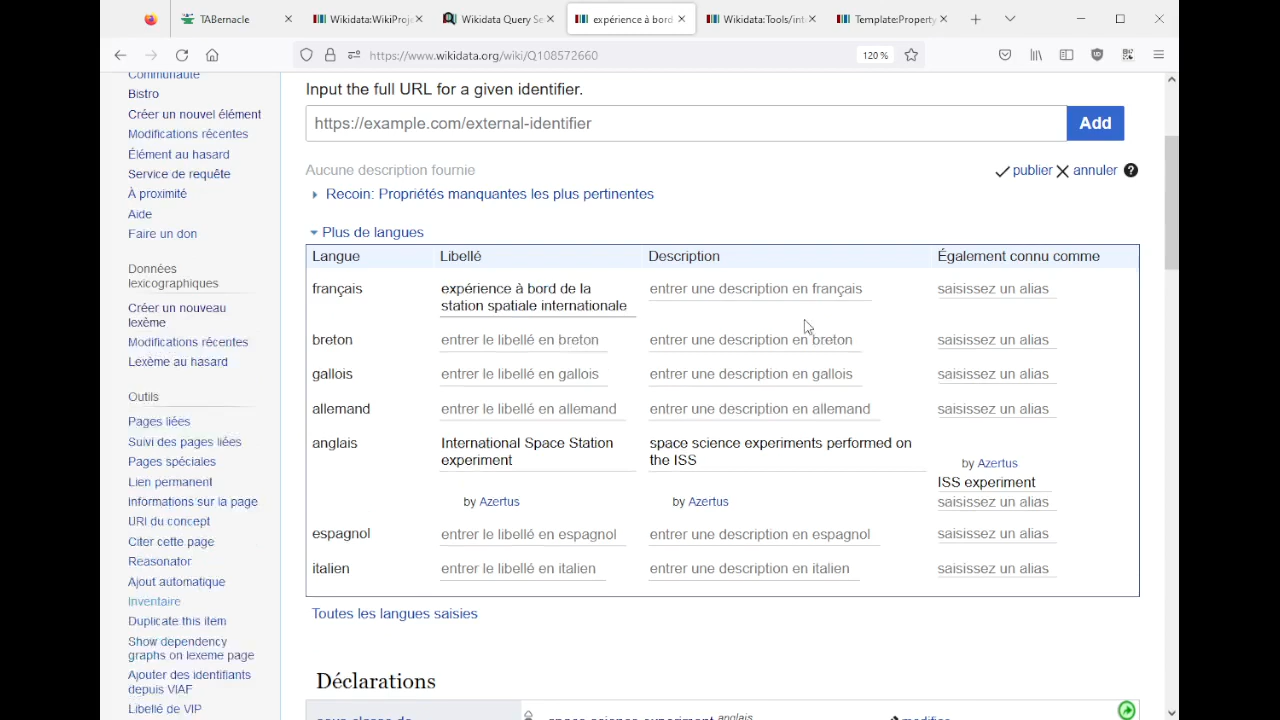 TABernacle
Wikidata:WikiProje
Wikidata Query Se
expérience à bord
Wikidata:Tools/int
Template:Property
https://www.wikidata.org/wiki/Q108572660
120 %
Communauté
Bistro
Créer un nouvel élément
Modifications récentes
Élément au hasard
Service de requête
À proximité
Aide
Faire un don
Données
lexicographiques
Créer un nouveau
lexème
Modifications récentes
Lexème au hasard
Outils
Pages liées
Suivi des pages liées
Pages spéciales
Lien permanent
Informations sur la page
URI du concept
Citer cette page
Reasonator
Ajout automatique
Inventaire
Duplicate this item
Show dependency
graphs on lexeme page
Ajouter des identifiants
depuis VIAF
Libellé de VIP
Input the full URL for a given identifier.
https://example.com/external-identifier
Add
Aucune description fournie
publier annuler ?
Recoin: Propriétés manquantes les plus pertinentes
Plus de langues
Langue Libellé Description Également connu comme
français expérience à bord de la entrer une description en français saisissez un alias
station spatiale internationale
breton entrer le libellé en breton entrer une description en breton saisissez un alias
gallois entrer le libellé en gallois entrer une description en gallois saisissez un alias
allemand entrer le libellé en allemand entrer une description en allemand saisissez un alias
anglais International Space Station space science experiments performed on
experiment the ISS by Azertus
ISS experiment
by Azertus by Azertus saisissez un alias
espagnol entrer le libellé en espagnol entrer une description en espagnol saisissez un alias
italien entrer le libellé en italien entrer une description en italien saisissez un alias
Toutes les langues saisies
Déclarations
sous-classe de space science experiment anglais modifier